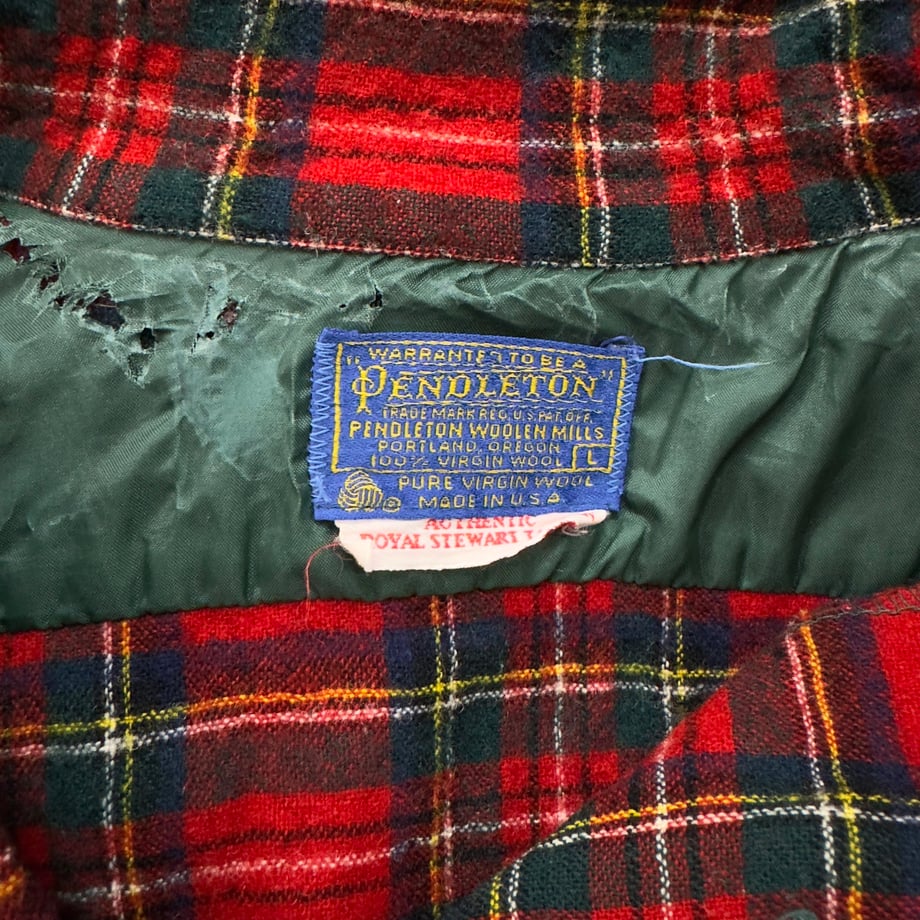 WARRANTED TO BE A
"PENDLETON"
TRADE MARK REG. U.S. PAT. OFF.
PENDLETON WOOLEN MILLS
PORTLAND, OREGON
100% VIRGIN WOOL L
PURE VIRGIN WOOL
MADE IN U.S.A.
AUTHENTIC
ROYAL STEWART